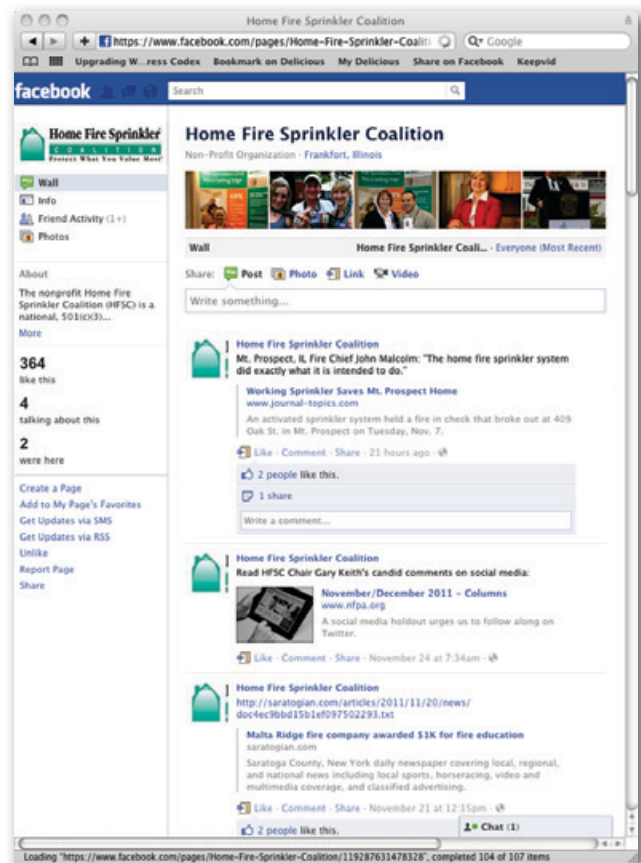 Home Fire Sprinkler Coalition
https://www.facebook.com/pages/Home-Fire-Sprinkler-Coaliti
Google
Upgrading W...ress Codex Bookmark on Delicious My Delicious Share on Facebook Keepvid
facebook
Search
Home Fire Sprinkler
COALITION
Protect What You Value Most
Wall
Info
Friend Activity (1+)
Photos
About
The nonprofit Home Fire
Sprinkler Coalition (HFSC) is a
national, 501(c)(3)...
More
364
like this
4
talking about this
2
were here
Create a Page
Add to My Page's Favorites
Get Updates via SMS
Get Updates via RSS
Unlike
Report Page
Share
Home Fire Sprinkler Coalition
Non-Profit Organization · Frankfort, Illinois
Wall
Home Fire Sprinkler Coali... · Everyone (Most Recent)
Share: Post Photo Link Video
Write something...
Home Fire Sprinkler Coalition
Mt. Prospect, IL Fire Chief John Malcolm: "The home fire sprinkler system
did exactly what it is intended to do."
Working Sprinkler Saves Mt. Prospect Home
www.journal-topics.com
An activated sprinkler system held a fire in check that broke out at 409
Oak St. in Mt. Prospect on Tuesday, Nov. 7.
Like · Comment · Share · 21 hours ago ·
2 people like this.
1 share
Write a comment...
Home Fire Sprinkler Coalition
Read HFSC Chair Gary Keith's candid comments on social media:
November/December 2011 – Columns
www.nfpa.org
A social media holdout urges us to follow along on
Twitter.
Like · Comment · Share · November 24 at 7:34am ·
Home Fire Sprinkler Coalition
http://saratogian.com/articles/2011/11/20/news/
doc4ec9bbd15b1ef097502293.txt
Malta Ridge fire company awarded $1K for fire education
saratogian.com
Saratoga County, New York daily newspaper covering local, regional,
and national news including local sports, horseracing, video and
multimedia coverage, and classified advertising.
Like · Comment · Share · November 21 at 12:15pm ·
2 people like this.
Chat (1)
Loading "https://www.facebook.com/pages/Home-Fire-Sprinkler-Coalition/119287631478328", completed 104 of 107 items